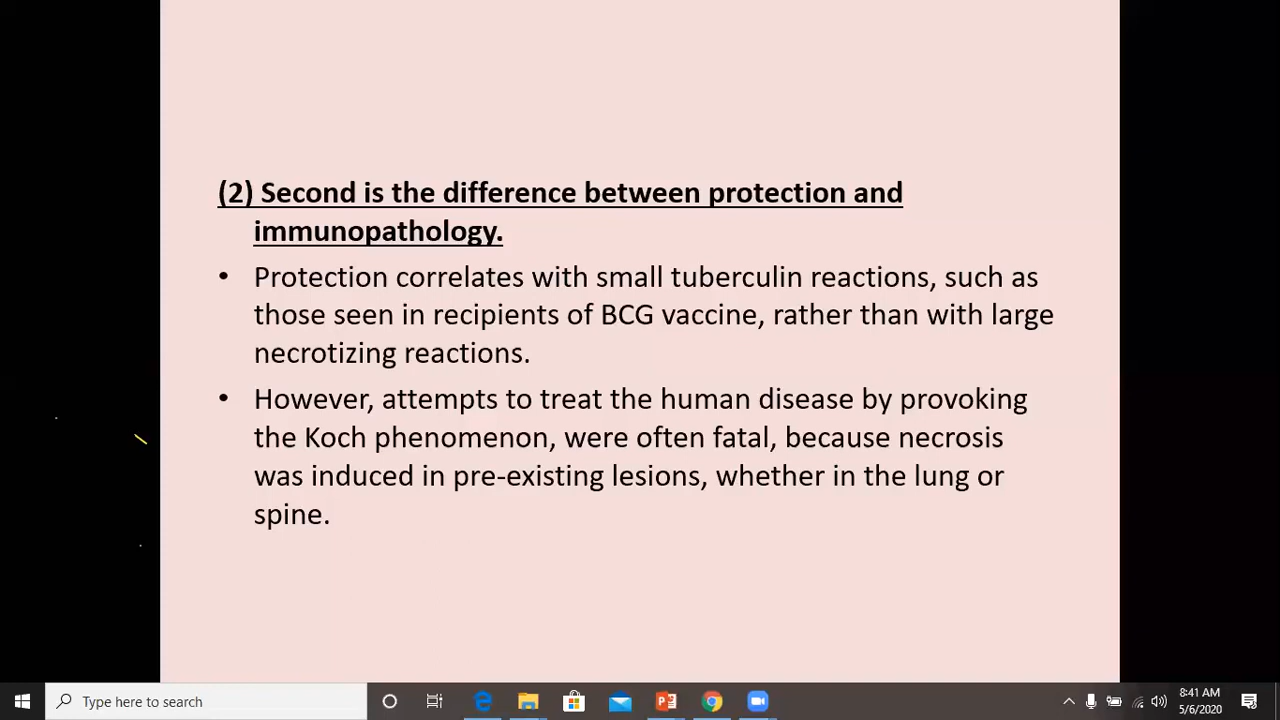 (2) Second is the difference between protection and
immunopathology.
• Protection correlates with small tuberculin reactions, such as
those seen in recipients of BCG vaccine, rather than with large
necrotizing reactions.
• However, attempts to treat the human disease by provoking
the Koch phenomenon, were often fatal, because necrosis
was induced in pre-existing lesions, whether in the lung or
spine.
Type here to search
8:41 AM
5/6/2020